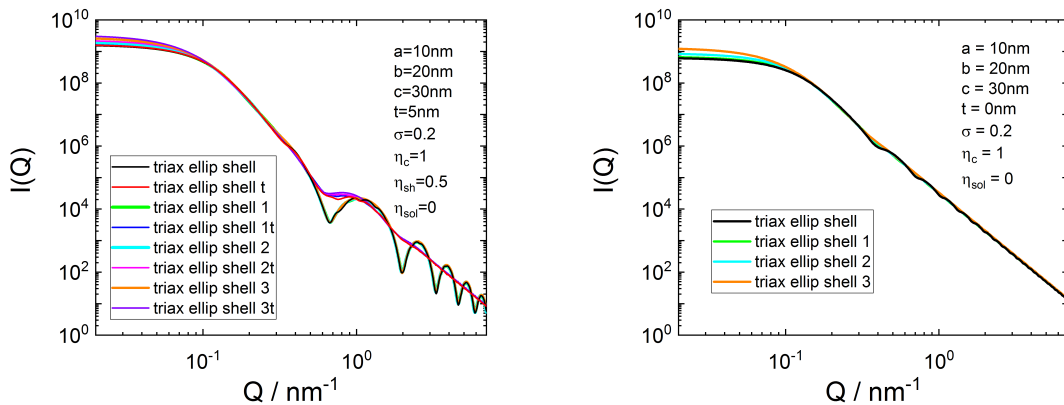 10^10
10^8
10^6
10^4
10^2
10^0
I(Q)
a=10nm
b=20nm
c=30nm
t=5nm
σ=0.2
η_c=1
η_sh=0.5
η_sol=0
triax ellip shell
triax ellip shell t
triax ellip shell 1
triax ellip shell 1t
triax ellip shell 2
triax ellip shell 2t
triax ellip shell 3
triax ellip shell 3t
10^-1
10^0
Q / nm^-1
10^10
10^8
10^6
10^4
10^2
10^0
I(Q)
a = 10nm
b = 20nm
c = 30nm
t = 0nm
σ = 0.2
η_c = 1
η_sol = 0
triax ellip shell
triax ellip shell 1
triax ellip shell 2
triax ellip shell 3
10^-1
10^0
Q / nm^-1